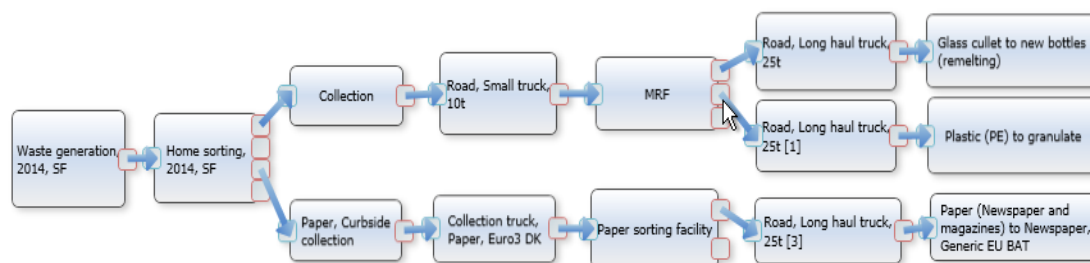 Waste generation,
2014, SF
Home sorting,
2014, SF
Collection
Road, Small truck,
10t
MRF
Road, Long haul truck,
25t
Glass cullet to new bottles
(remelting)
Road, Long haul truck,
25t [1]
Plastic (PE) to granulate
Paper, Curbside
collection
Collection truck,
Paper, Euro3 DK
Paper sorting facility
Road, Long haul truck,
25t [3]
Paper (Newspaper and
magazines) to Newspaper,
Generic EU BAT